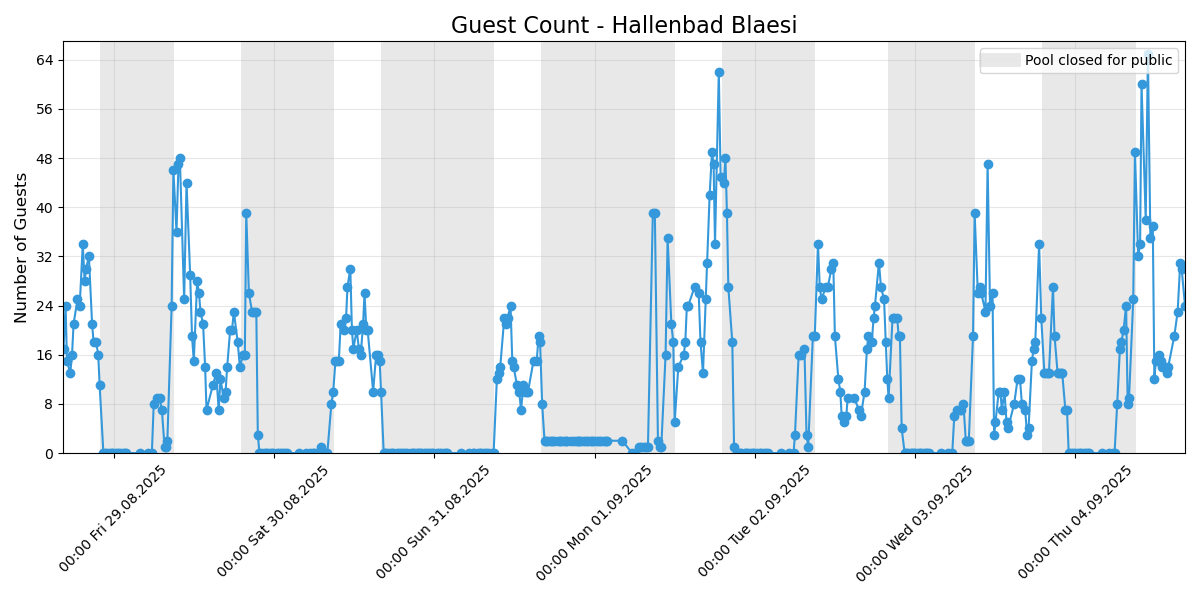 Guest Count - Hallenbad Blaesi
Number of Guests
64
56
48
40
32
24
16
8
0
Pool closed for public
00:00 Fri 29.08.2025
00:00 Sat 30.08.2025
00:00 Sun 31.08.2025
00:00 Mon 01.09.2025
00:00 Tue 02.09.2025
00:00 Wed 03.09.2025
00:00 Thu 04.09.2025